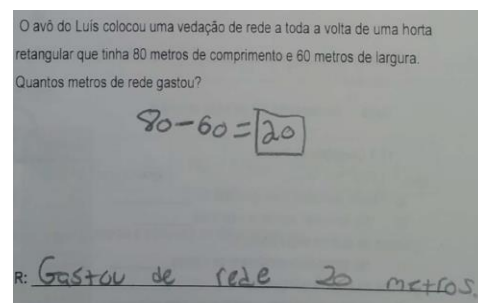 O avô do Luís colocou uma vedação de rede a toda a volta de uma horta
retangular que tinha 80 metros de comprimento e 60 metros de largura.
Quantos metros de rede gastou?
80-60=20
R: Gastou de rede 20 metros.